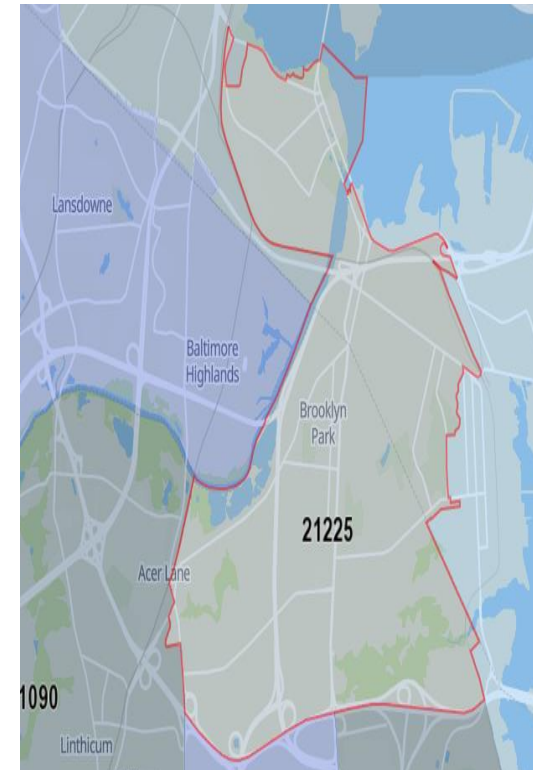 Lansdowne
Baltimore
Highlands
Brooklyn
Park
21225
Acer Lane
1090
Linthicum